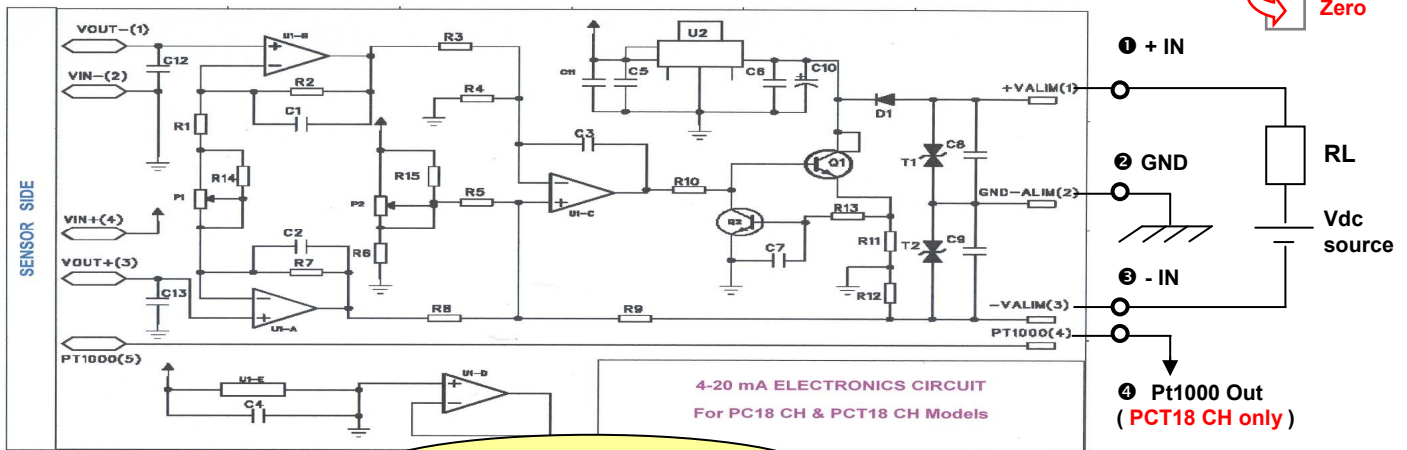 Zero
❶ + IN
VOUT-(1)
U1-B
R3
U2
C12
VIN-(2)
R2
R4
C11
C5
C6
C10
+VALIM(1)
D1
R1
C1
C3
T1
C8
RL
Q1
❷ GND
R14
R15
P1
P2
R5
R10
GND-ALIM(2)
U1-C
Q2
R13
VIN+(4)
Vdc
source
C2
R6
C7
R11
T2
C9
VOUT+(3)
R7
❸ - IN
C13
R12
R8
R9
-VALIM(3)
U1-A
PT1000(4)
PT1000(5)
U1-E
U1-D
C4
4-20 mA ELECTRONICS CIRCUIT
For PC18 CH & PCT18 CH Models
❹ Pt1000 Out
( PCT18 CH only )
SENSOR SIDE